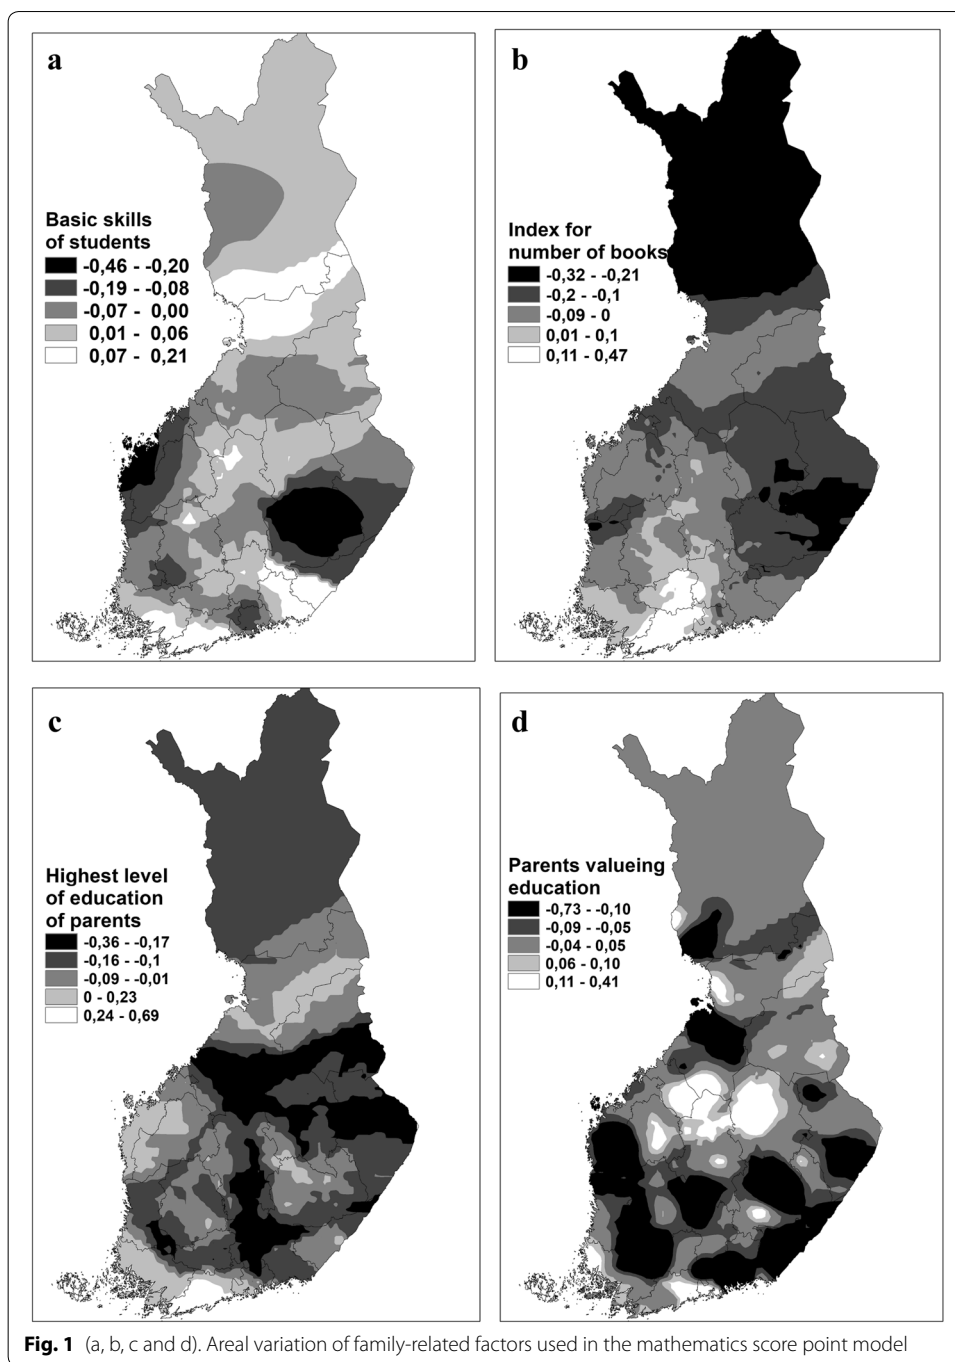 a
Basic skills
of students
-0,46 - -0,20
-0,19 - -0,08
-0,07 - 0,00
0,01 - 0,06
0,07 - 0,21
b
Index for
number of books
-0,32 - -0,21
-0,2 - -0,1
-0,09 - 0
0,01 - 0,1
0,11 - 0,47
c
Highest level
of education
of parents
-0,36 - -0,17
-0,16 - -0,1
-0,09 - -0,01
0 - 0,23
0,24 - 0,69
d
Parents valueing
education
-0,73 - -0,10
-0,09 - -0,05
-0,04 - 0,05
0,06 - 0,10
0,11 - 0,41
Fig. 1 (a, b, c and d). Areal variation of family-related factors used in the mathematics score point model